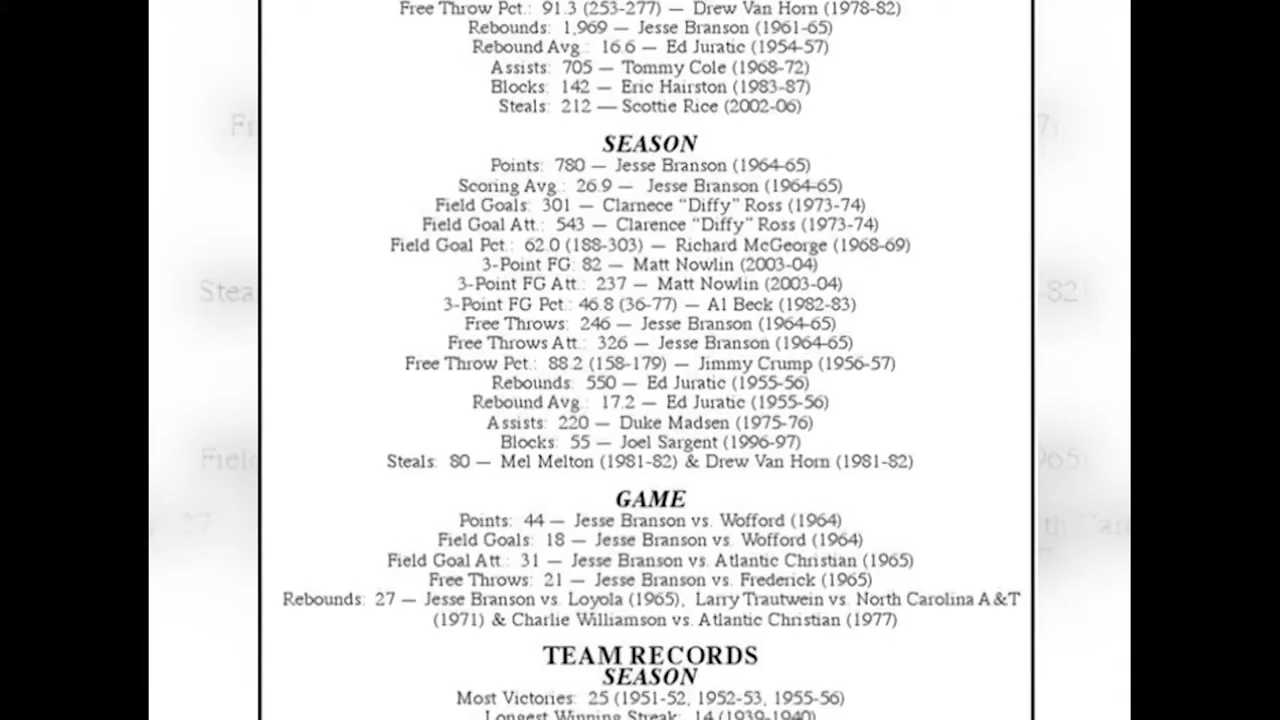 Free Throw Pct.: 91.3 (253-277) — Drew Van Horn (1978-82)
Rebounds: 1,969 — Jesse Branson (1961-65)
Rebound Avg.: 16.6 — Ed Juratic (1954-57)
Assists: 705 — Tommy Cole (1968-72)
Blocks: 142 — Eric Hairston (1983-87)
Steals: 212 — Scottie Rice (2002-06)
SEASON
Points: 780 — Jesse Branson (1964-65)
Scoring Avg.: 26.9 — Jesse Branson (1964-65)
Field Goals: 301 — Clarnece “Diffy” Ross (1973-74)
Field Goal Att.: 543 — Clarence “Diffy” Ross (1973-74)
Field Goal Pct.: 62.0 (188-303) — Richard McGeorge (1968-69)
3-Point FG: 82 — Matt Nowlin (2003-04)
3-Point FG Att.: 237 — Matt Nowlin (2003-04)
3-Point FG Pct.: 46.8 (36-77) — Al Beck (1982-83)
Free Throws: 246 — Jesse Branson (1964-65)
Free Throws Att.: 326 — Jesse Branson (1964-65)
Free Throw Pct.: 88.2 (158-179) — Jimmy Crump (1956-57)
Rebounds: 550 — Ed Juratic (1955-56)
Rebound Avg.: 17.2 — Ed Juratic (1955-56)
Assists: 220 — Duke Madsen (1975-76)
Blocks: 55 — Joel Sargent (1996-97)
Steals: 80 — Mel Melton (1981-82) & Drew Van Horn (1981-82)
GAME
Points: 44 — Jesse Branson vs. Wofford (1964)
Field Goals: 18 — Jesse Branson vs. Wofford (1964)
Field Goal Att.: 31 — Jesse Branson vs. Atlantic Christian (1965)
Free Throws: 21 — Jesse Branson vs. Frederick (1965)
Rebounds: 27 — Jesse Branson vs. Loyola (1965), Larry Trautwein vs. North Carolina A&T
(1971) & Charlie Williamson vs. Atlantic Christian (1977)
TEAM RECORDS
SEASON
Most Victories: 25 (1951-52, 1952-53, 1955-56)
Longest Winning Streak: 14 (1939-1940)